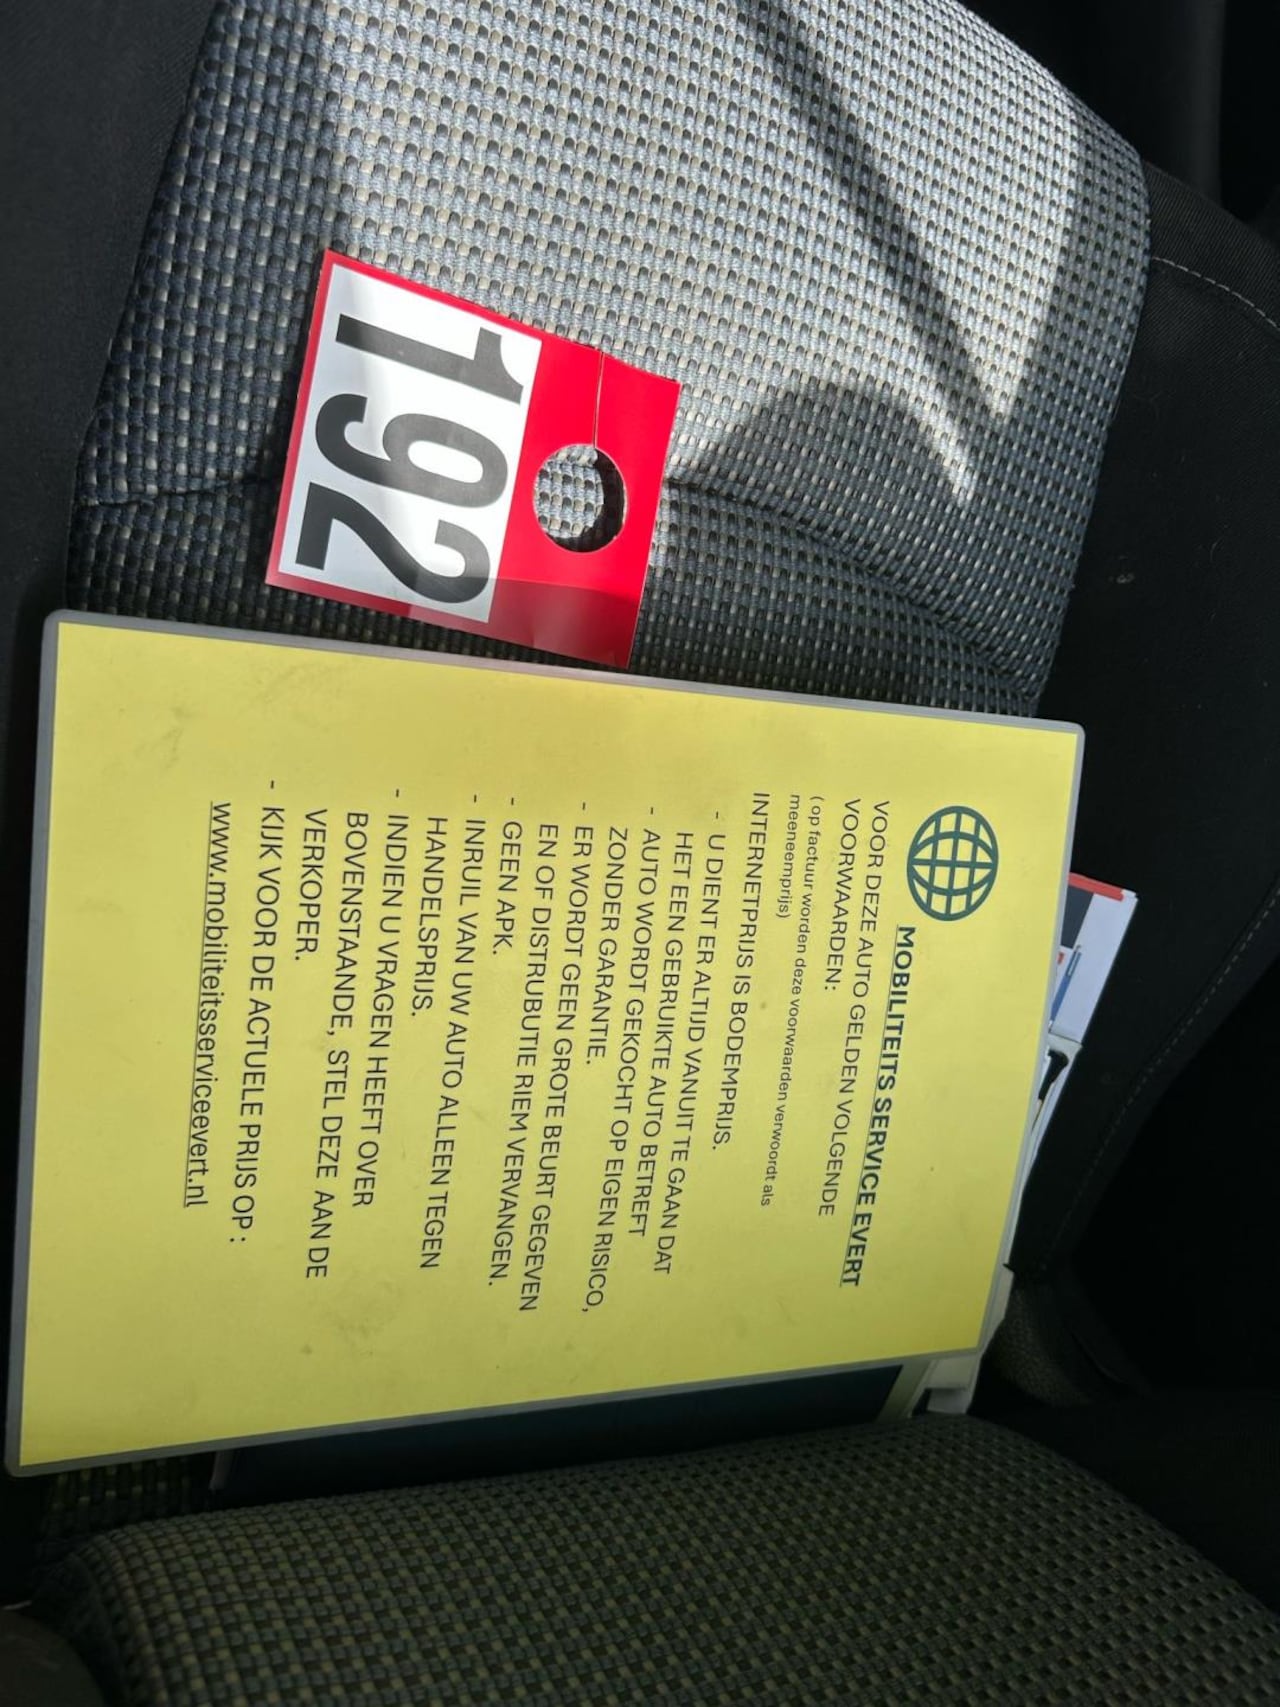 192
MOBILITEITS SERVICE EVERT
VOOR DEZE AUTO GELDEN VOLGENDE
VOORWAARDEN:
( op factuur worden deze voorwaarden verwoordt als
meeneemprijs)
INTERNETPRIJS IS BODEMPRIJS.
- U DIENT ER ALTIJD VANUIT TE GAAN DAT
HET EEN GEBRUIKTE AUTO BETREFT
- AUTO WORDT GEKOCHT OP EIGEN RISICO,
ZONDER GARANTIE.
- ER WORDT GEEN GROTE BEURT GEGEVEN
EN OF DISTRUBUTIE RIEM VERVANGEN.
- GEEN APK.
- INRUIL VAN UW AUTO ALLEEN TEGEN
HANDELSPRIJS.
- INDIEN U VRAGEN HEEFT OVER
BOVENSTAANDE, STEL DEZE AAN DE
VERKOPER.
- KIJK VOOR DE ACTUELE PRIJS OP :
www.mobiliteitsserviceevert.nl